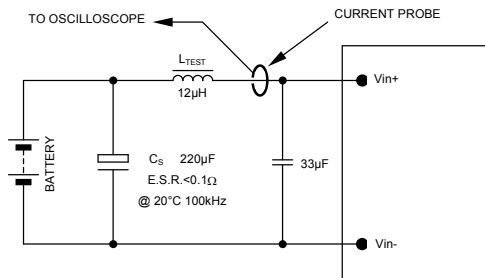 TO OSCILLOSCOPE
CURRENT PROBE
LTEST
12μH
Vin+
BATTERY
CS 220μF
E.S.R.<0.1Ω
@ 20°C 100kHz
33μF
Vin-